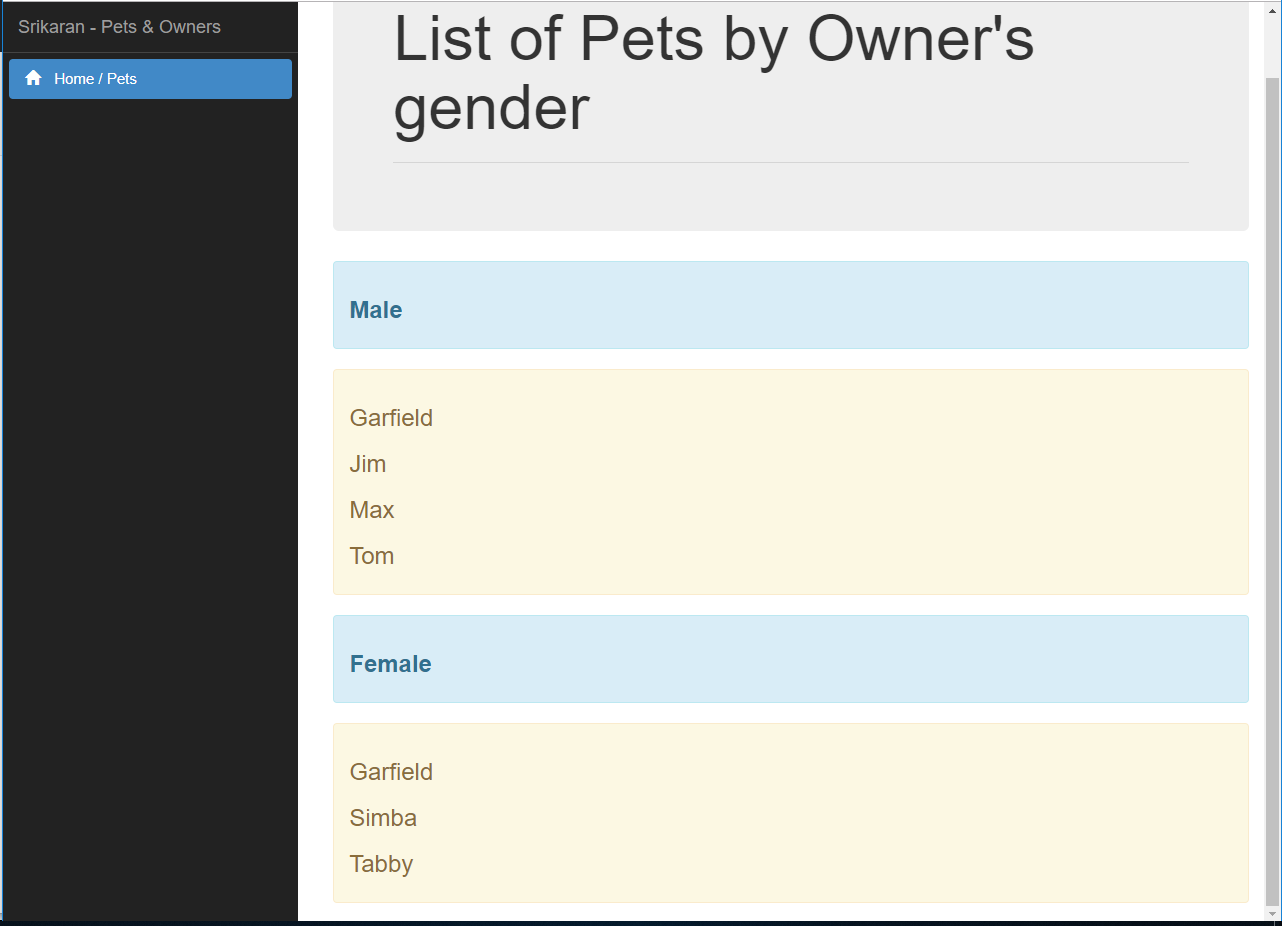 Srikaran - Pets & Owners
Home / Pets
List of Pets by Owner's
gender
Male
Garfield
Jim
Max
Tom
Female
Garfield
Simba
Tabby